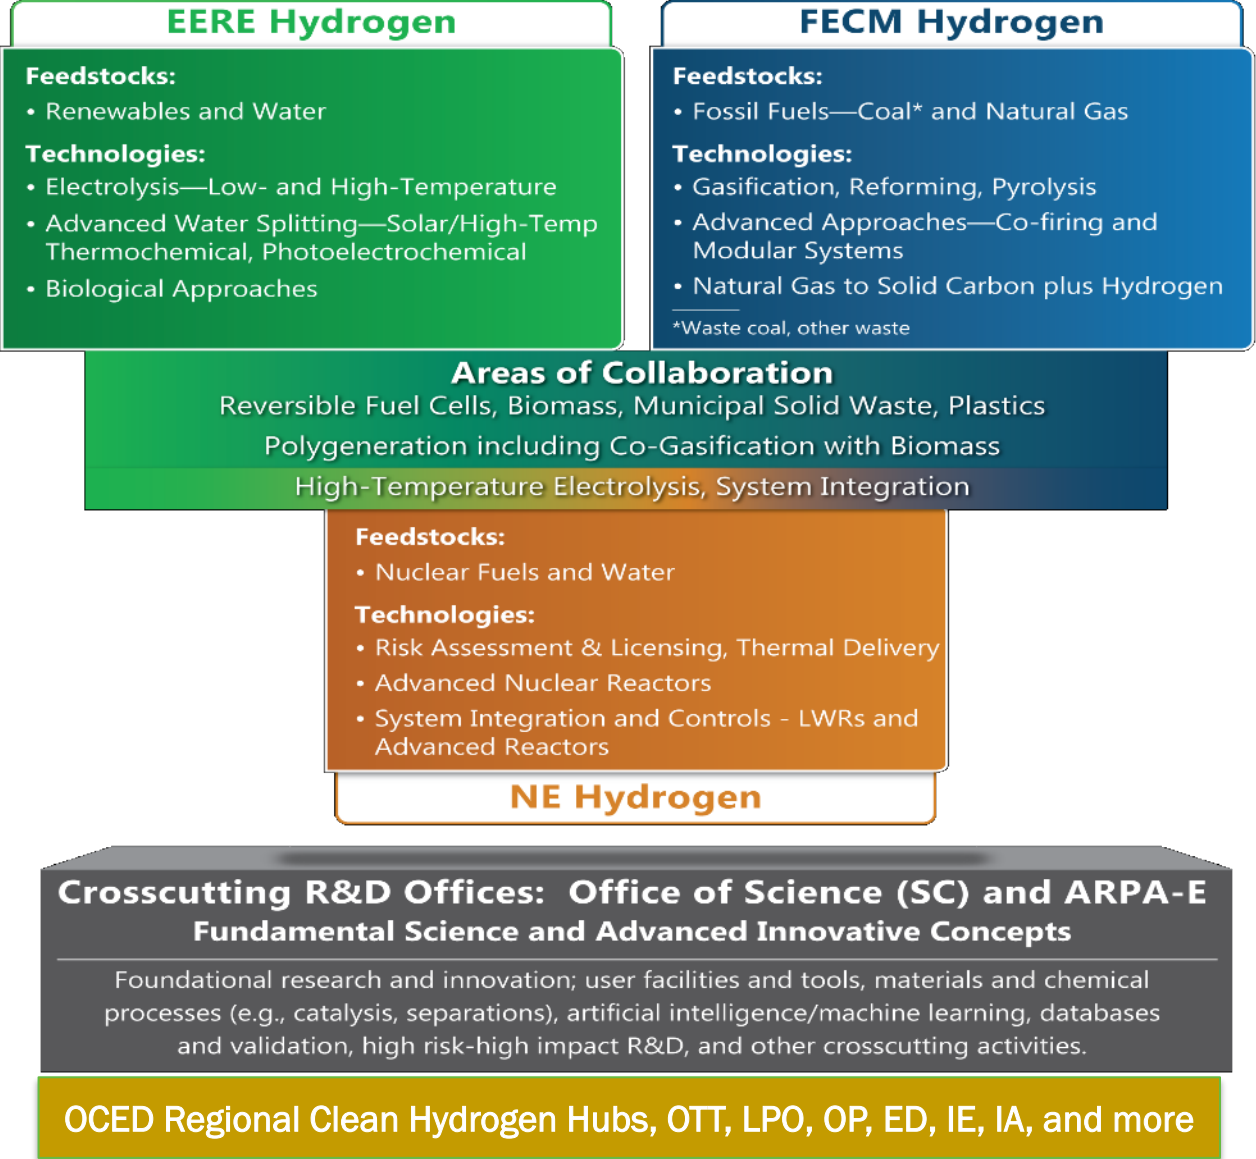 EERE Hydrogen
Feedstocks:
• Renewables and Water
Technologies:
• Electrolysis—Low- and High-Temperature
• Advanced Water Splitting—Solar/High-Temp
Thermochemical, Photoelectrochemical
• Biological Approaches
FECM Hydrogen
Feedstocks:
• Fossil Fuels—Coal* and Natural Gas
Technologies:
• Gasification, Reforming, Pyrolysis
• Advanced Approaches—Co-firing and
Modular Systems
• Natural Gas to Solid Carbon plus Hydrogen
*Waste coal, other waste
Areas of Collaboration
Reversible Fuel Cells, Biomass, Municipal Solid Waste, Plastics
Polygeneration including Co-Gasification with Biomass
High-Temperature Electrolysis, System Integration
Feedstocks:
• Nuclear Fuels and Water
Technologies:
• Risk Assessment & Licensing, Thermal Delivery
• Advanced Nuclear Reactors
• System Integration and Controls - LWRs and
Advanced Reactors
NE Hydrogen
Crosscutting R&D Offices: Office of Science (SC) and ARPA-E
Fundamental Science and Advanced Innovative Concepts
Foundational research and innovation; user facilities and tools, materials and chemical
processes (e.g., catalysis, separations), artificial intelligence/machine learning, databases
and validation, high risk-high impact R&D, and other crosscutting activities.
OCED Regional Clean Hydrogen Hubs, OTT, LPO, OP, ED, IE, IA, and more